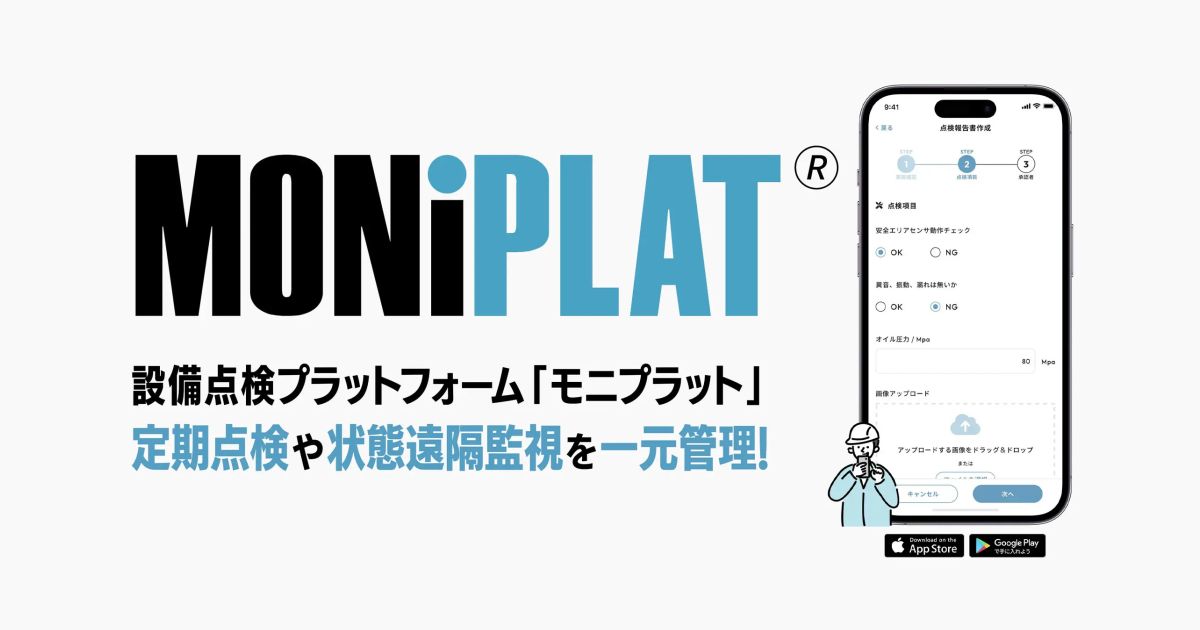 MONiPLAT®
設備点検プラットフォーム「モニプラット」
定期点検や状態遠隔監視を一元管理!
9:41
戻る
点検報告書作成
STEP STEP STEP
1 2 3
点検項目 承認者
点検項目
安全エリアセンサ動作チェック
OK NG
異音、振動、漏れは無いか
OK NG
オイル圧力 / Mpa
80 Mpa
画像アップロード
アップロードする画像をドラッグ&ドロップ
または
キャンセル 次へ
Download on the
App Store
Google Play
で手に入れよう